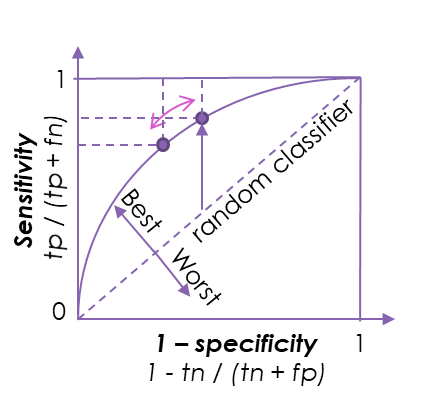 1
Sensitivity
tp / (tp + fn)
random classifier
Best
Worst
0
1 – specificity
1
1 - tn / (tn + fp)